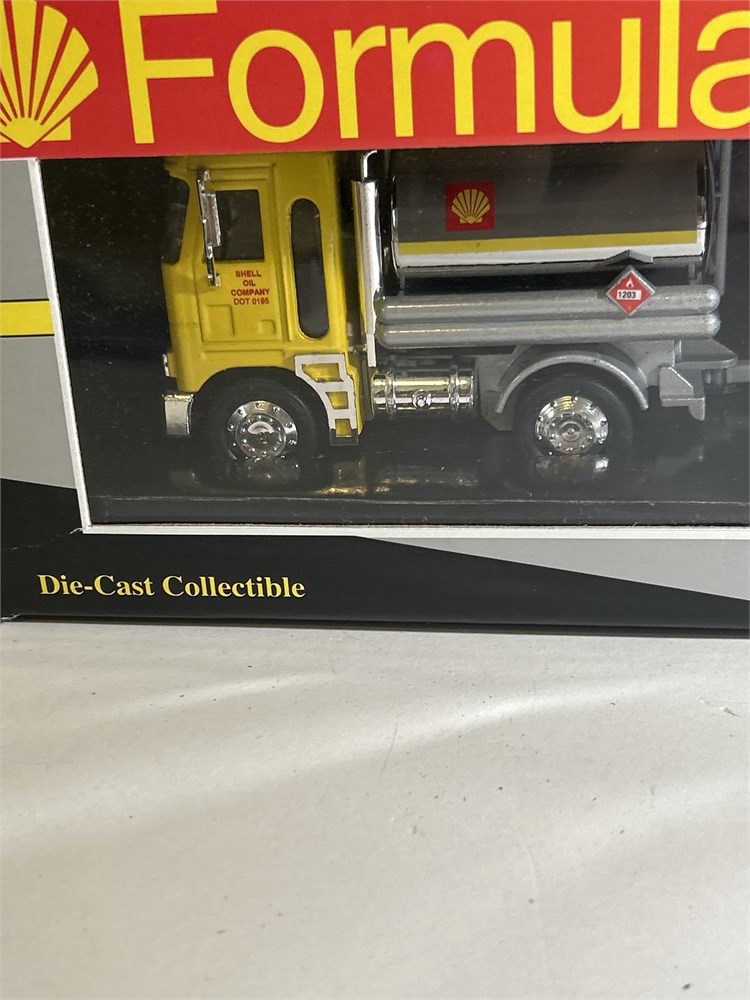 Formula
SHELL
OIL
COMPANY
DOT 0195
1203
Die-Cast Collectible